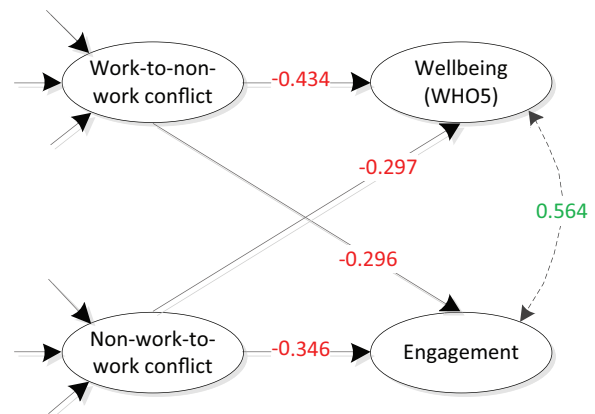 Work-to-non-
work conflict
-0.434
Wellbeing
(WHO5)
-0.297
0.564
-0.296
Non-work-to-
work conflict
-0.346
Engagement